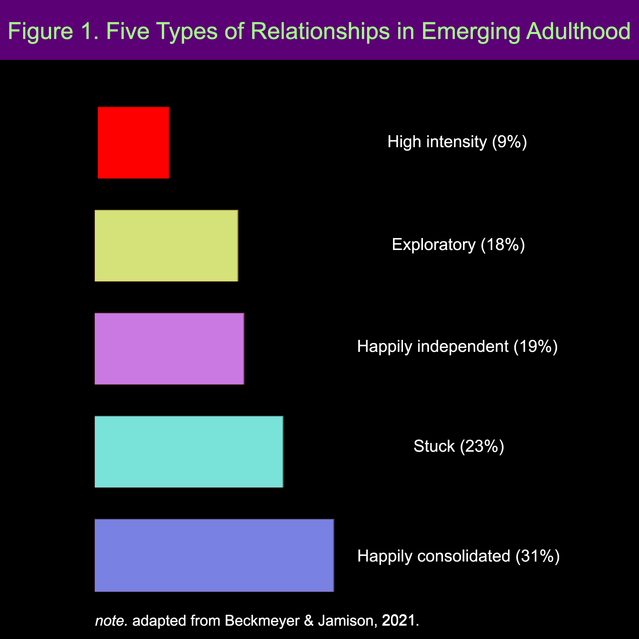 Figure 1. Five Types of Relationships in Emerging Adulthood
High intensity (9%)
Exploratory (18%)
Happily independent (19%)
Stuck (23%)
Happily consolidated (31%)
note. adapted from Beckmeyer & Jamison, 2021.